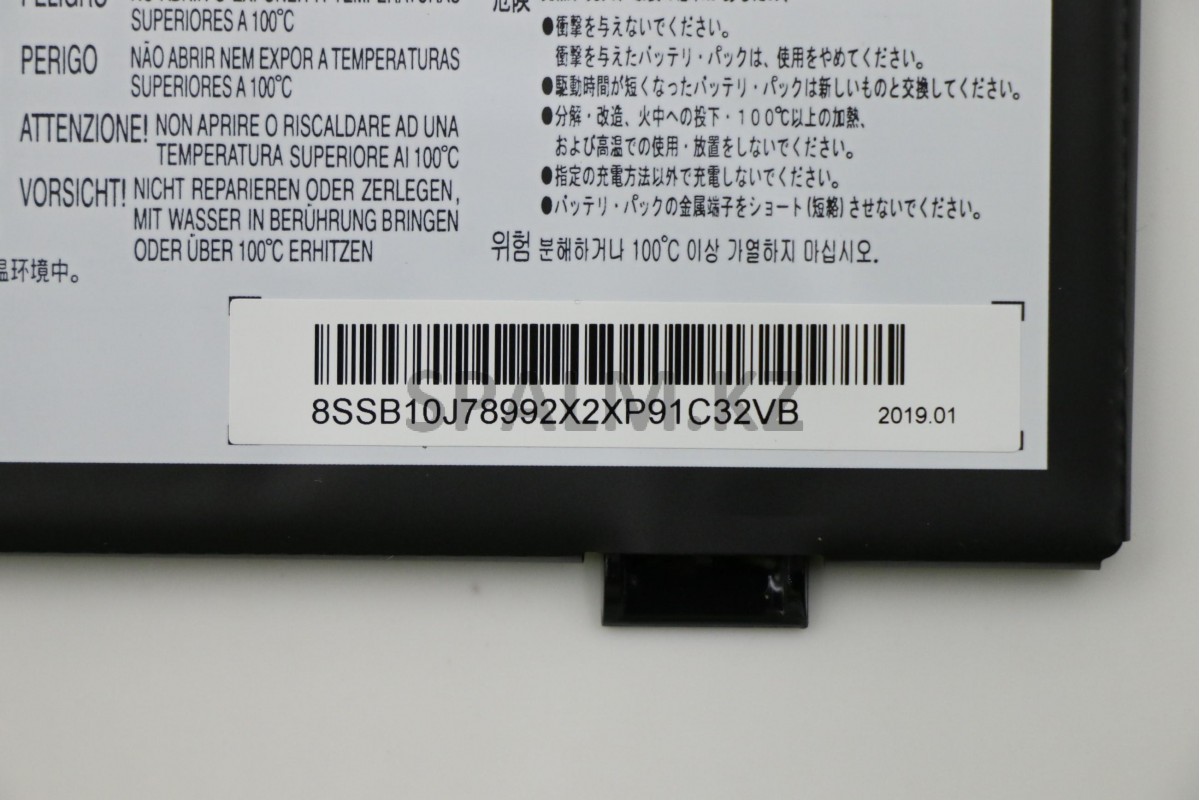 SUPERIORES A 100°C
PERIGO NÃO ABRIR NEM EXPOR A TEMPERATURAS
SUPERIORES A 100°C
ATTENZIONE! NON APRIRE O RISCALDARE AD UNA
TEMPERATURA SUPERIORE AI 100°C
VORSICHT! NICHT REPARIEREN ODER ZERLEGEN,
MIT WASSER IN BERÜHRUNG BRINGEN
ODER ÜBER 100°C ERHITZEN
温环境中。
危険
●衝撃を与えないでください。
衝撃を与えたバッテリ・パックは、使用をやめてください。
●駆動時間が短くなったバッテリ・パックは新しいものと交換してください。
●分解・改造、火中への投下・100℃以上の加熱、
および高温での使用・放置をしないでください。
●指定の充電方法以外で充電しないでください。
●バッテリ・パックの金属端子をショート(短絡)させないでください。
위험 분해하거나 100°C 이상 가열하지 마십시오.
SPALM.KZ
8SSB10J78992X2XP91C32VB 2019.01